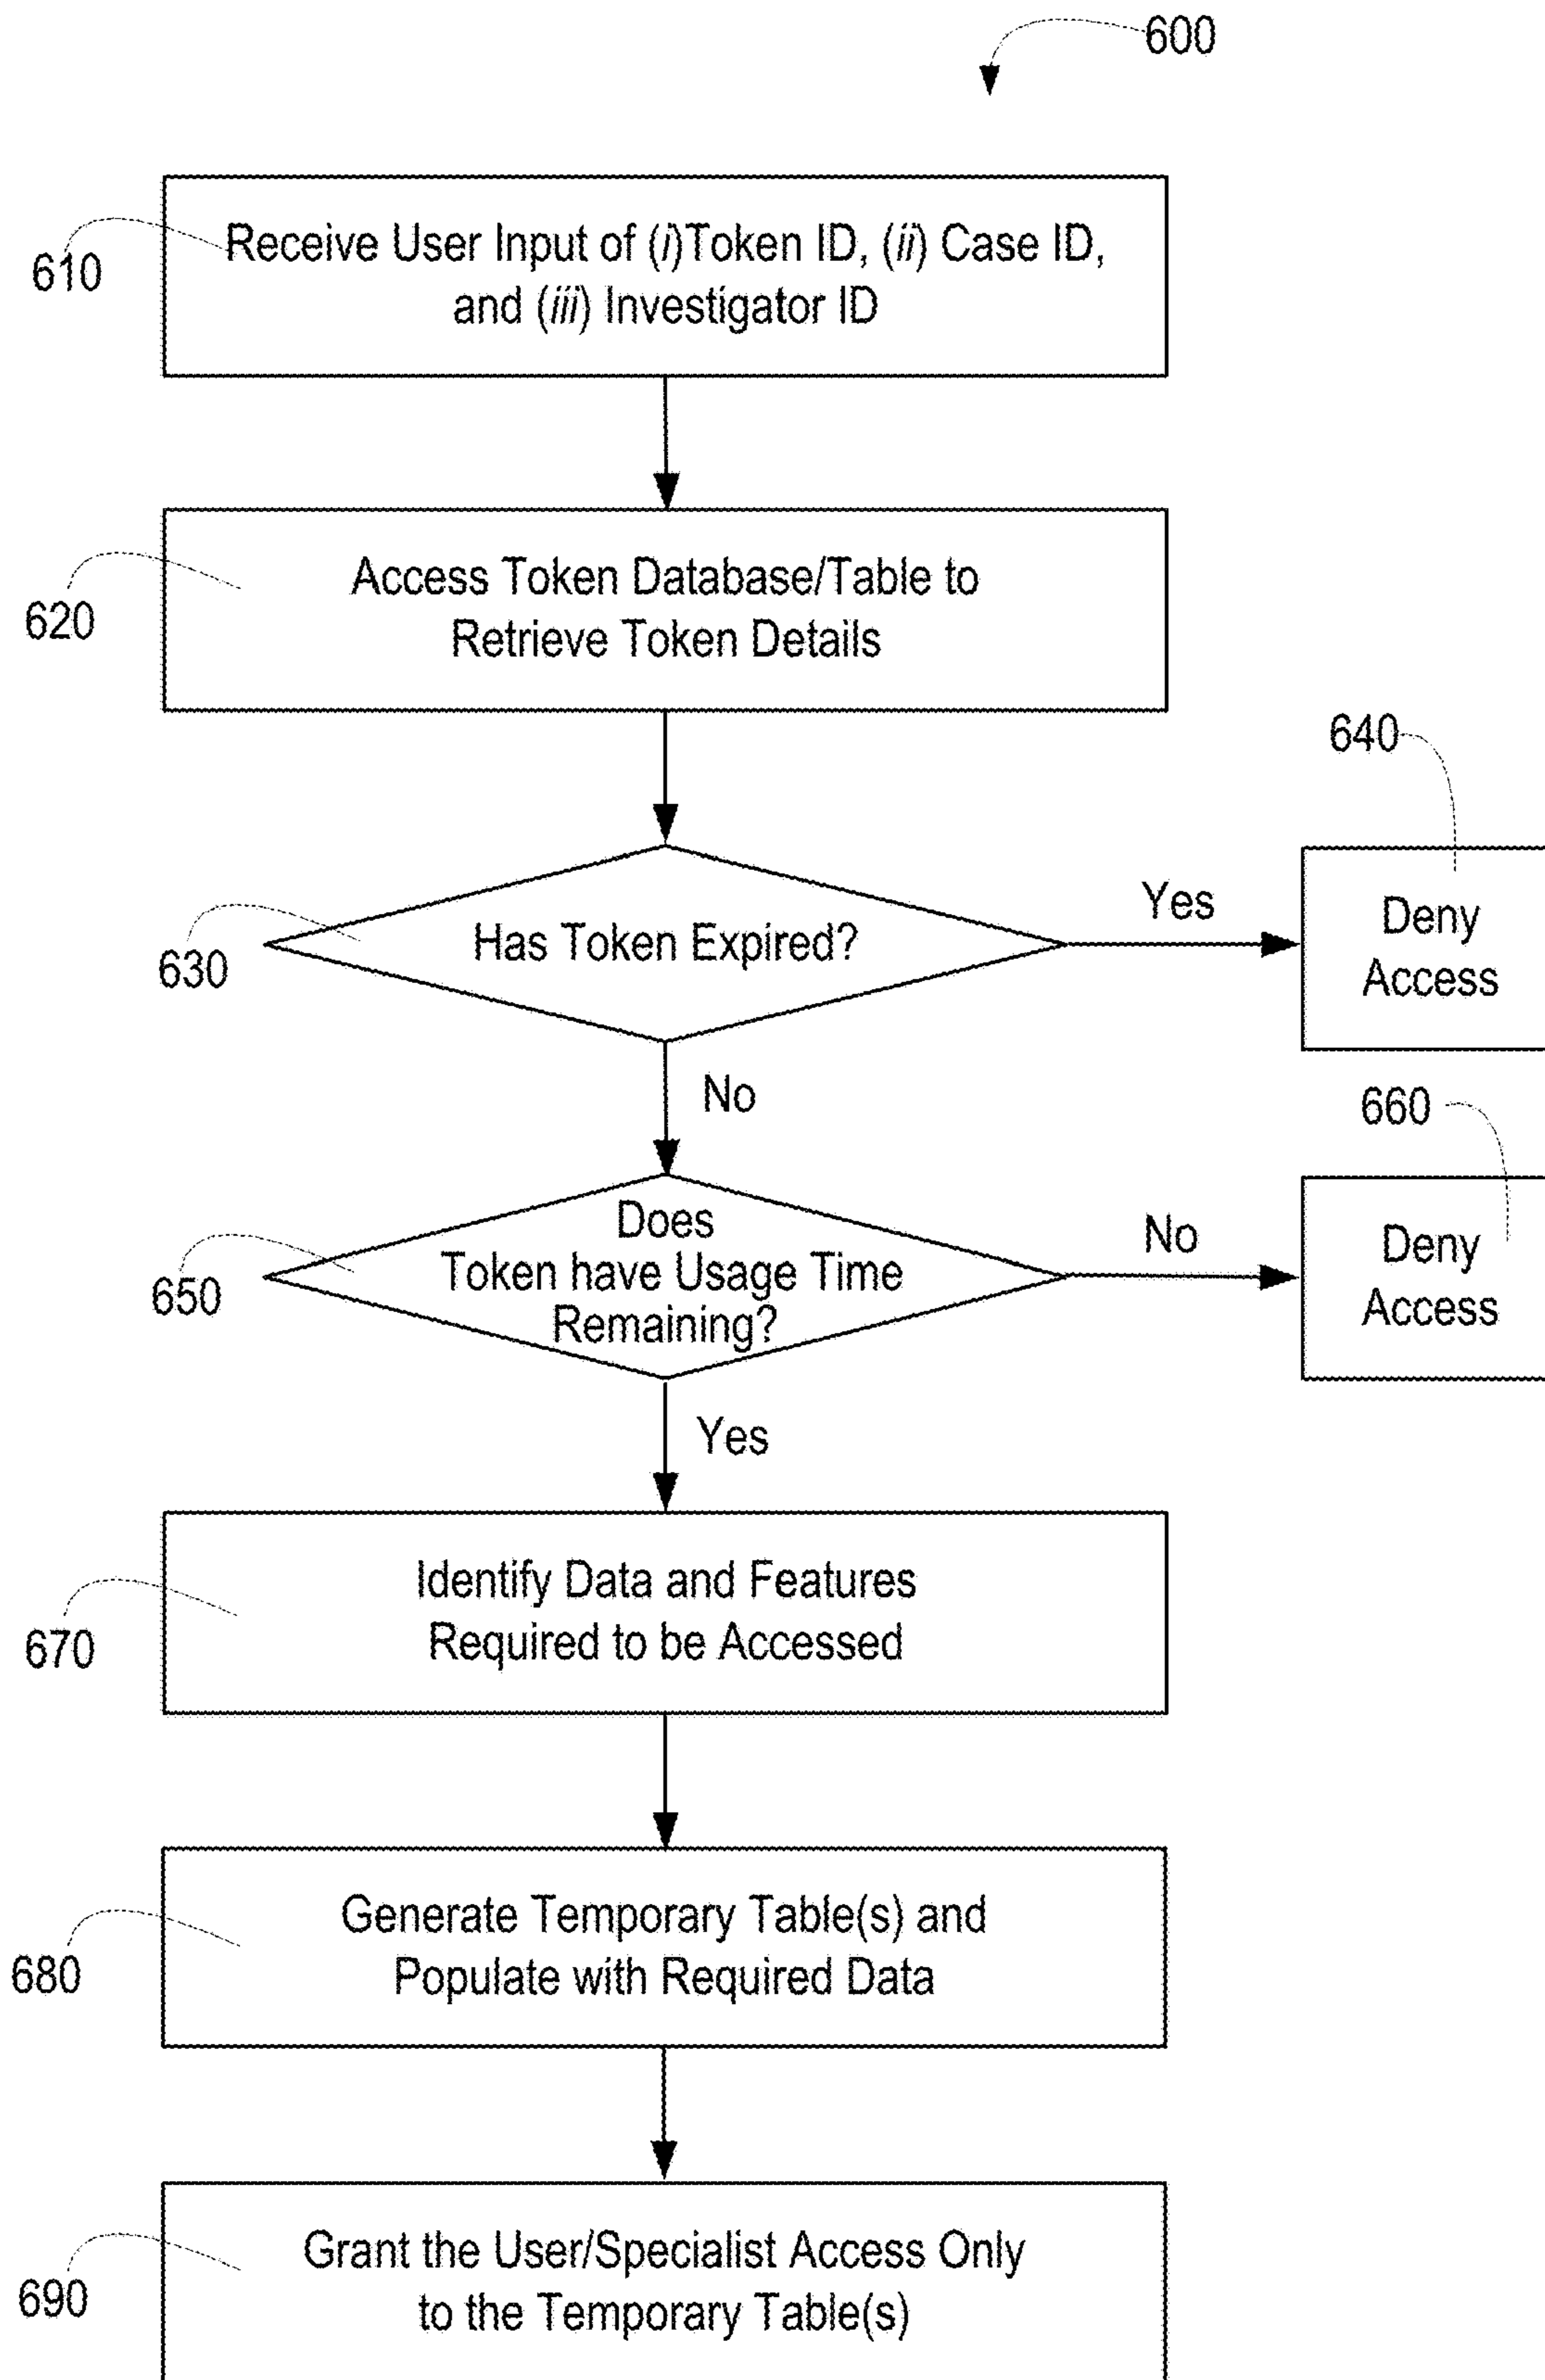 600
610
Receive User Input of (i)Token ID, (ii) Case ID,
and (iii) Investigator ID
620
Access Token Database/Table to
Retrieve Token Details
640
630
Has Token Expired?
Yes
Deny
Access
No
660
650
Does
Token have Usage Time
Remaining?
No
Deny
Access
Yes
670
Identify Data and Features
Required to be Accessed
680
Generate Temporary Table(s) and
Populate with Required Data
690
Grant the User/Specialist Access Only
to the Temporary Table(s)